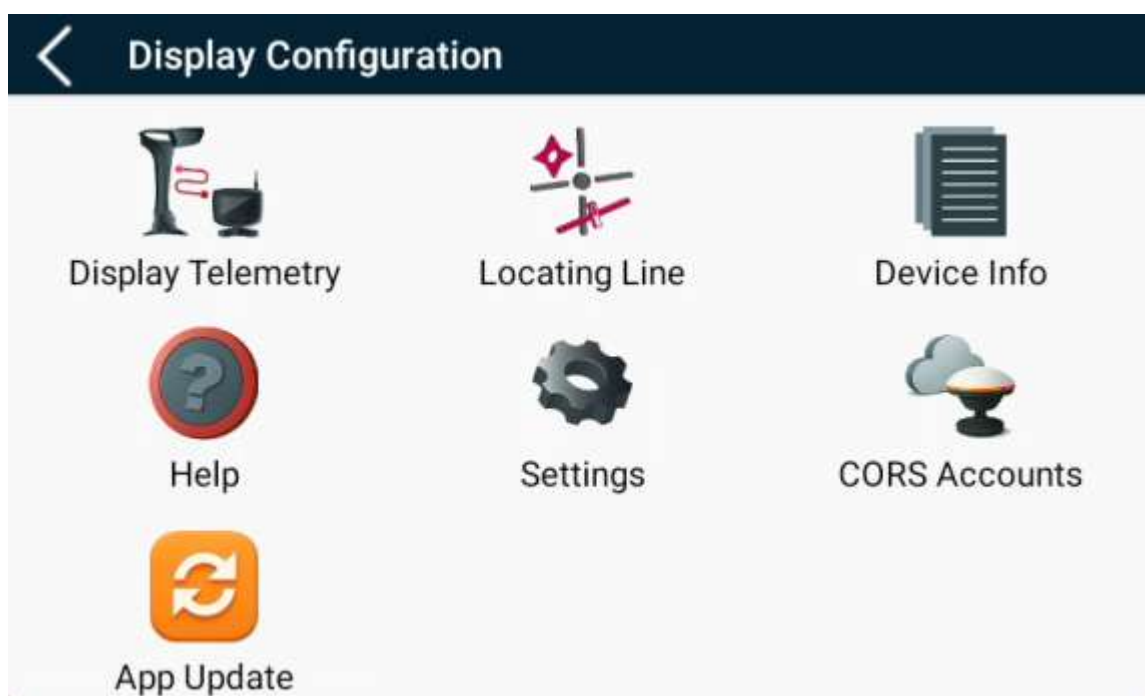 Display Configuration
Display Telemetry
Locating Line
Device Info
Help
Settings
CORS Accounts
App Update